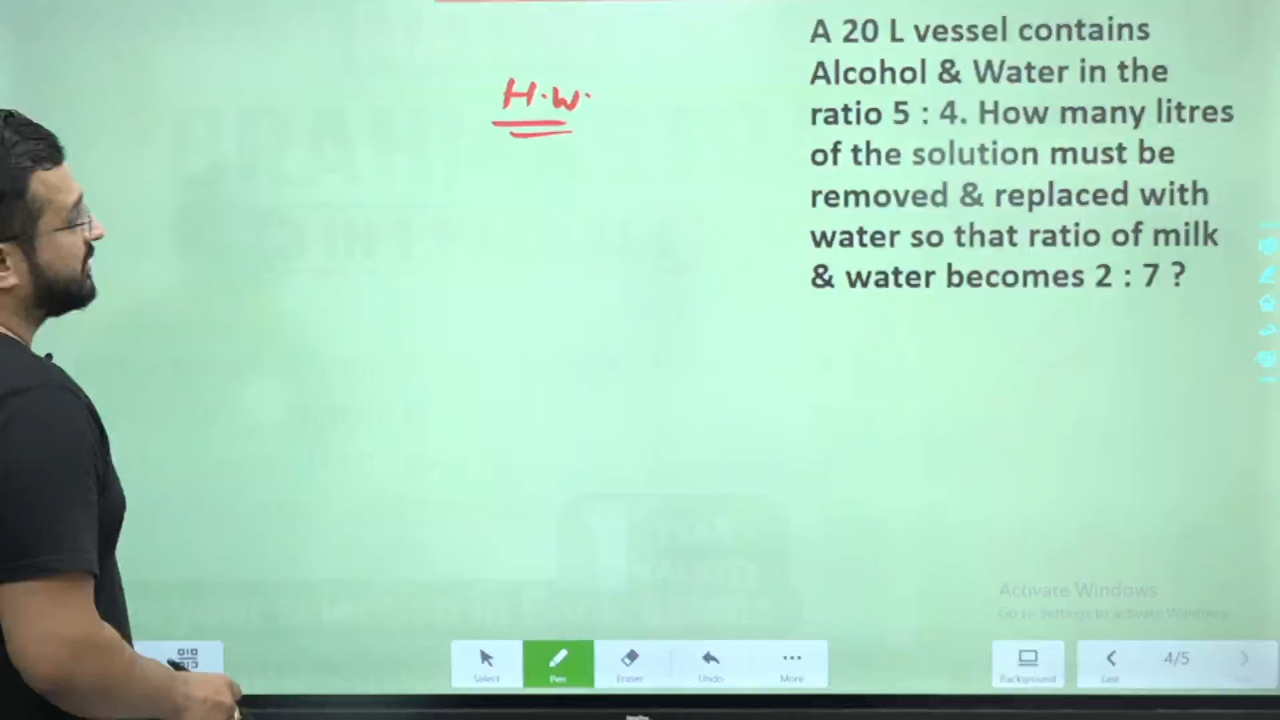 H.W.
A 20 L vessel contains
Alcohol & Water in the
ratio 5 : 4. How many litres
of the solution must be
removed & replaced with
water so that ratio of milk
& water becomes 2 : 7 ?
Activate Windows
Go to Settings to activate Windows.
Select
Pen
Eraser
Undo
More
Background
Last
4/5